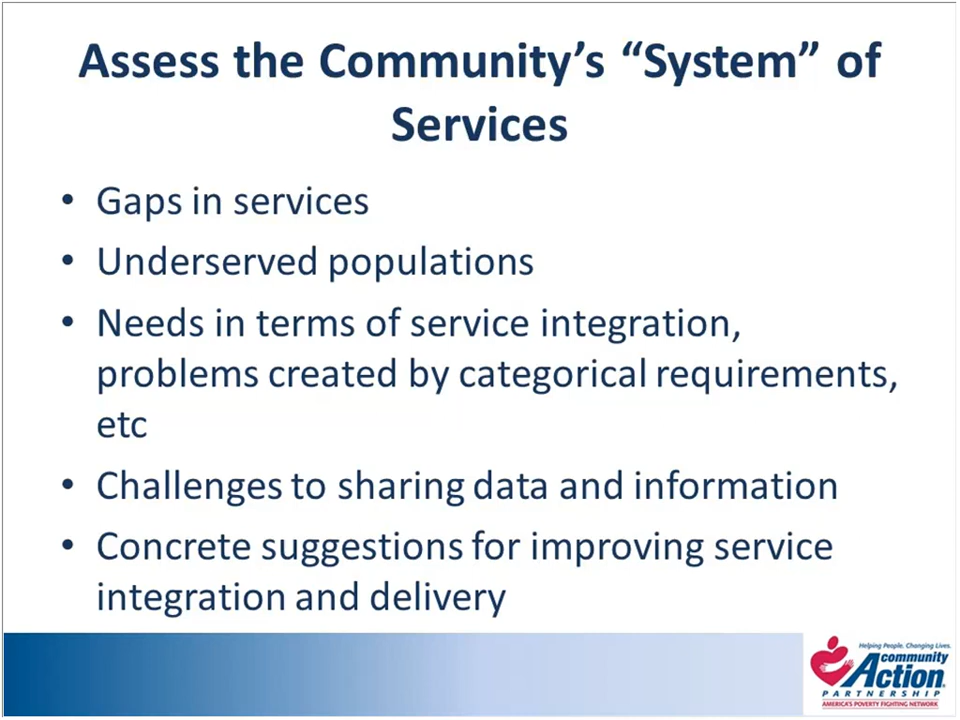 Assess the Community’s “System” of
Services
• Gaps in services
• Underserved populations
• Needs in terms of service integration,
problems created by categorical requirements,
etc
• Challenges to sharing data and information
• Concrete suggestions for improving service
integration and delivery
Helping People. Changing Lives.
community
Action
PARTNERSHIP
AMERICA'S POVERTY FIGHTING NETWORK